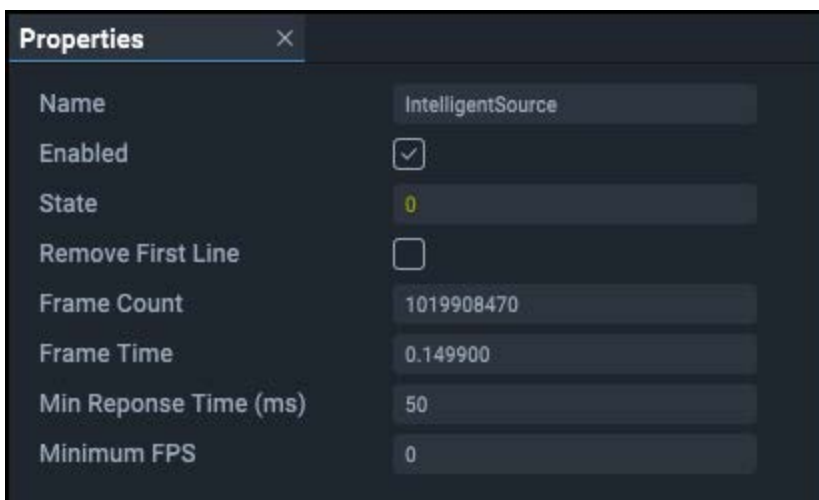 Properties
Name IntelligentSource
Enabled
State 0
Remove First Line
Frame Count 1019908470
Frame Time 0.149900
Min Reponse Time (ms) 50
Minimum FPS 0